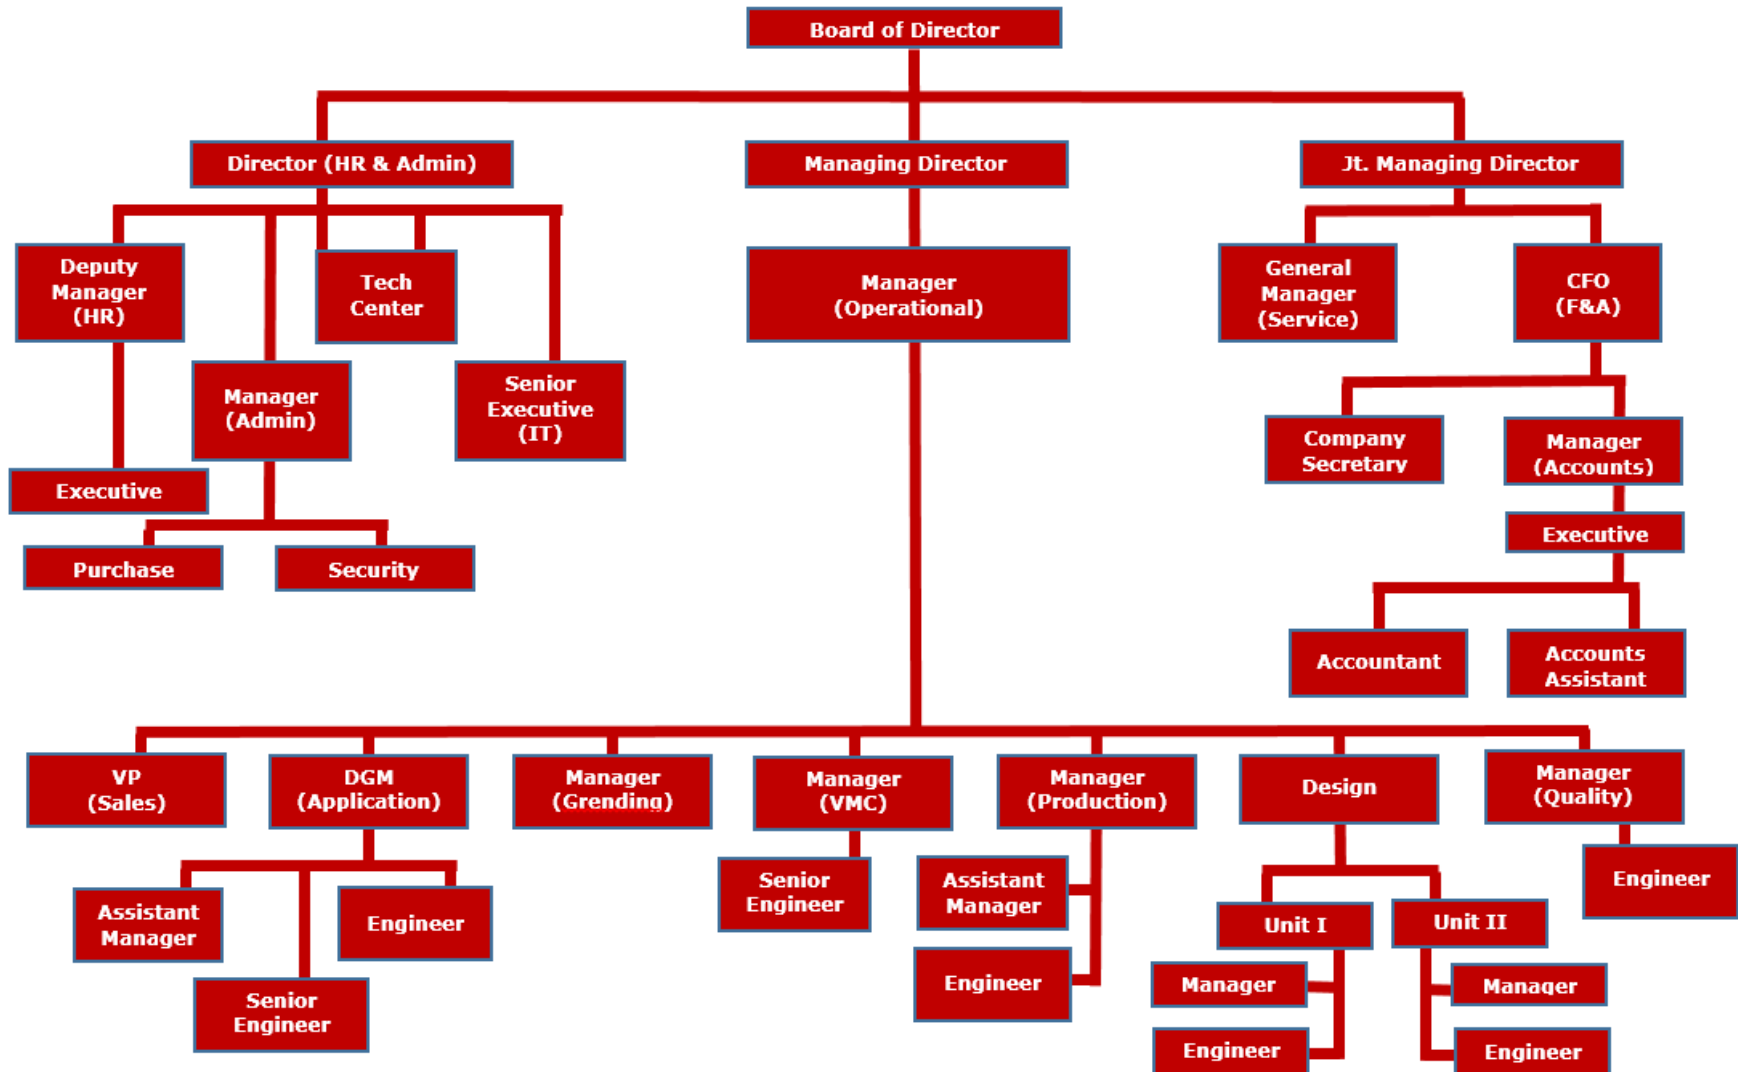 Board of Director
Director (HR & Admin)
Managing Director
Jt. Managing Director
Deputy
Manager
(HR)
Tech
Center
Manager
(Operational)
General
Manager
(Service)
CFO
(F&A)
Manager
(Admin)
Senior
Executive
(IT)
Company
Secretary
Manager
(Accounts)
Executive
Executive
Purchase
Security
Accountant
Accounts
Assistant
VP
(Sales)
DGM
(Application)
Manager
(Grending)
Manager
(VMC)
Manager
(Production)
Design
Manager
(Quality)
Assistant
Manager
Engineer
Senior
Engineer
Senior
Engineer
Assistant
Manager
Engineer
Unit I
Unit II
Manager
Engineer
Manager
Engineer
Engineer